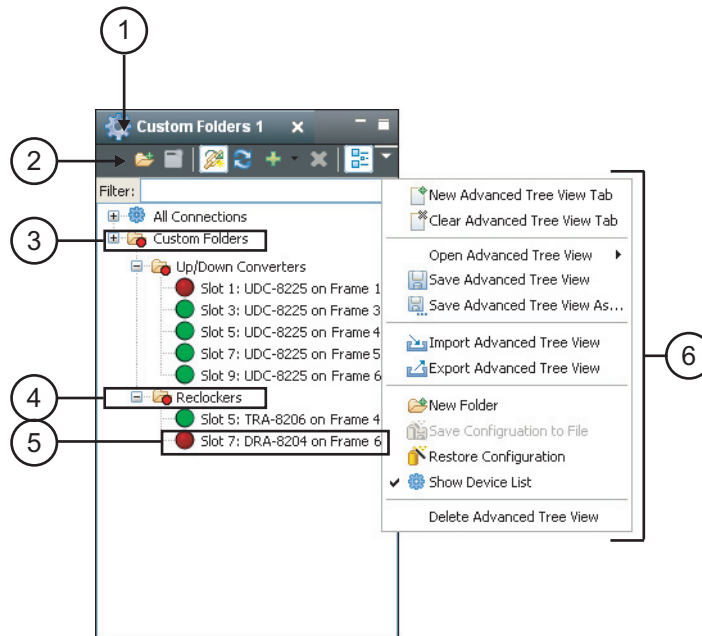 1
Custom Folders 1
2
Filter:
All Connections
3
Custom Folders
Up/Down Converters
Slot 1: UDC-8225 on Frame 1
Slot 3: UDC-8225 on Frame 3
Slot 5: UDC-8225 on Frame 4
Slot 7: UDC-8225 on Frame 5
Slot 9: UDC-8225 on Frame 6
4
Reclockers
Slot 5: TRA-8206 on Frame 4
5
Slot 7: DRA-8204 on Frame 6
New Advanced Tree View Tab
Clear Advanced Tree View Tab
Open Advanced Tree View
Save Advanced Tree View
Save Advanced Tree View As...
Import Advanced Tree View
Export Advanced Tree View
New Folder
Save Configruation to File
Restore Configuration
Show Device List
Delete Advanced Tree View
6